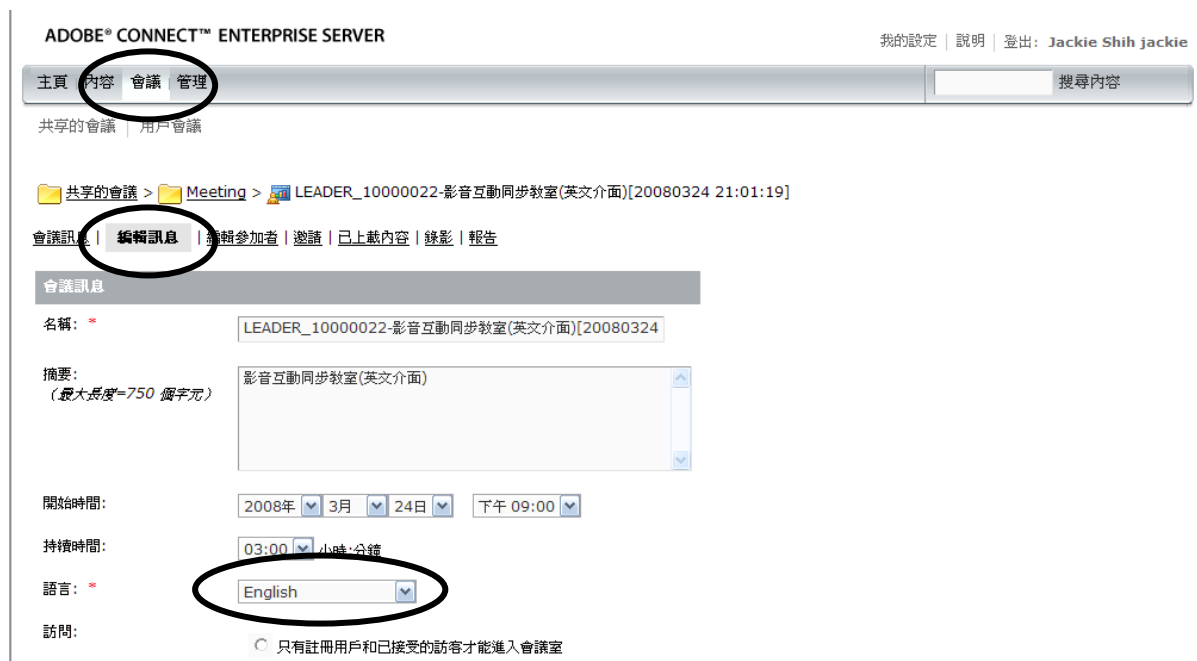 ADOBE® CONNECT™ ENTERPRISE SERVER
我的設定 | 說明 | 登出: Jackie Shih jackie
主頁 | 內容 | 會議 | 管理
搜尋內容
共享的會議 | 用戶會議
共享的會議 > Meeting > LEADER_10000022-影音互動同步教室(英文介面)[20080324 21:01:19]
會議訊息 | 編輯訊息 | 編輯參加者 | 邀請 | 已上載內容 | 錄影 | 報告
會議訊息
名稱: * LEADER_10000022-影音互動同步教室(英文介面)[20080324
摘要: 影音互動同步教室(英文介面)
(最大長度=750 個字元)
開始時間: 2008年 3月 24日 下午 09:00
持續時間: 03:00 小時:分鐘
語言: * English
訪問:
只有註冊用戶和已接受的訪客才能進入會議室